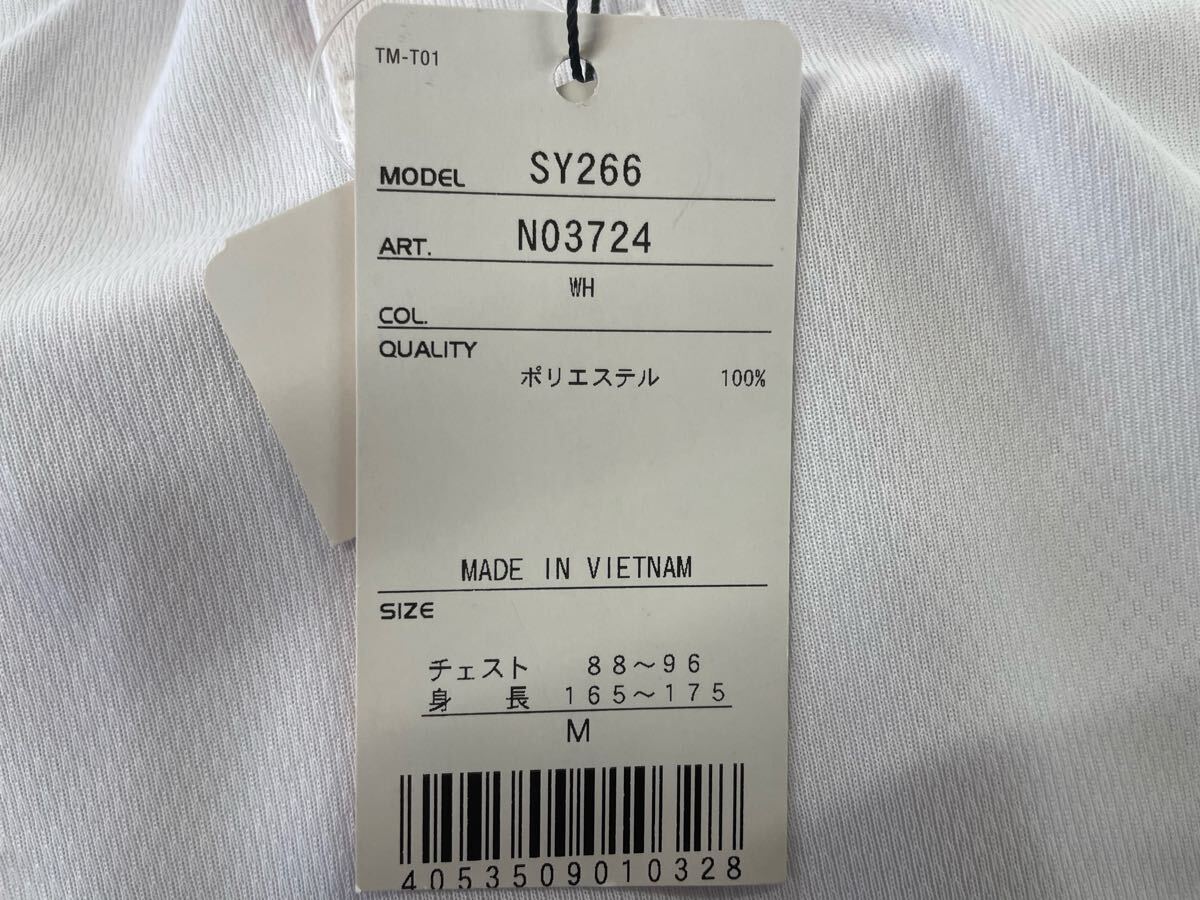 TM-T01
MODEL SY266
ART. N03724
WH
COL.
QUALITY
ポリエステル 100%
MADE IN VIETNAM
SIZE
チェスト 88～96
身 長 165～175
M
4053509010328